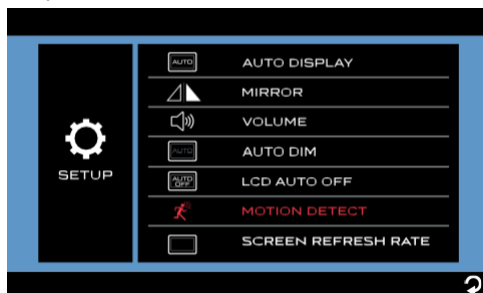 SETUP
AUTO
AUTO DISPLAY
MIRROR
VOLUME
AUTO
AUTO DIM
AUTO
OFF
LCD AUTO OFF
MOTION DETECT
SCREEN REFRESH RATE